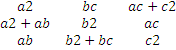 a2 bc ac + c2
a2 + ab b2 ac
ab b2 + bc c2